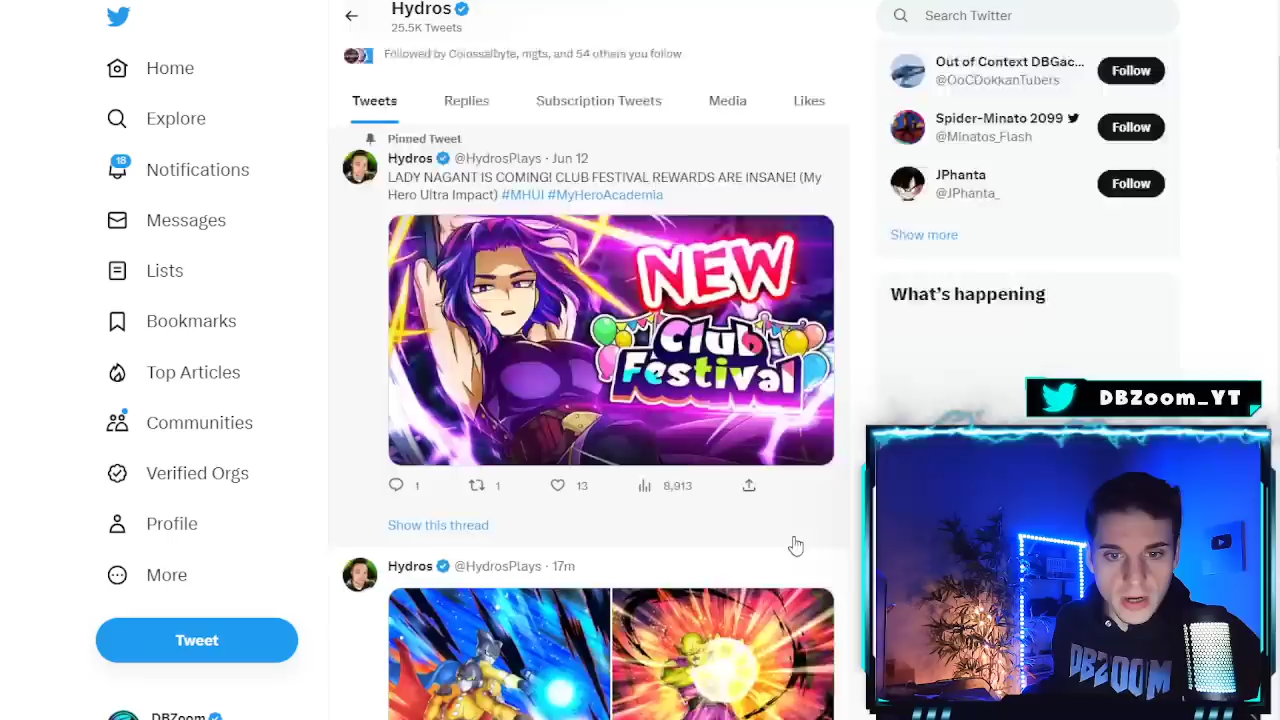 Home
Explore
18
Notifications
Messages
Lists
Bookmarks
Top Articles
Communities
Verified Orgs
Profile
More
Tweet
DBZoom
Hydros
25.5K Tweets
Followed by Colossalbyte, mgts, and 54 others you follow
Tweets
Replies
Subscription Tweets
Media
Likes
Pinned Tweet
Hydros @HydrosPlays · Jun 12
LADY NAGANT IS COMING! CLUB FESTIVAL REWARDS ARE INSANE! (My
Hero Ultra Impact) #MHUI #MyHeroAcademia
NEW
Club
Festival
1
1
13
8,913
Show this thread
Hydros @HydrosPlays · 17m
Search Twitter
Out of Context DBGac...
@OoCDokkanTubers
Follow
Spider-Minato 2099
@Minatos_Flash
Follow
JPhanta
@JPhanta_
Follow
Show more
What's happening
DBZoom_YT
DBZOOM